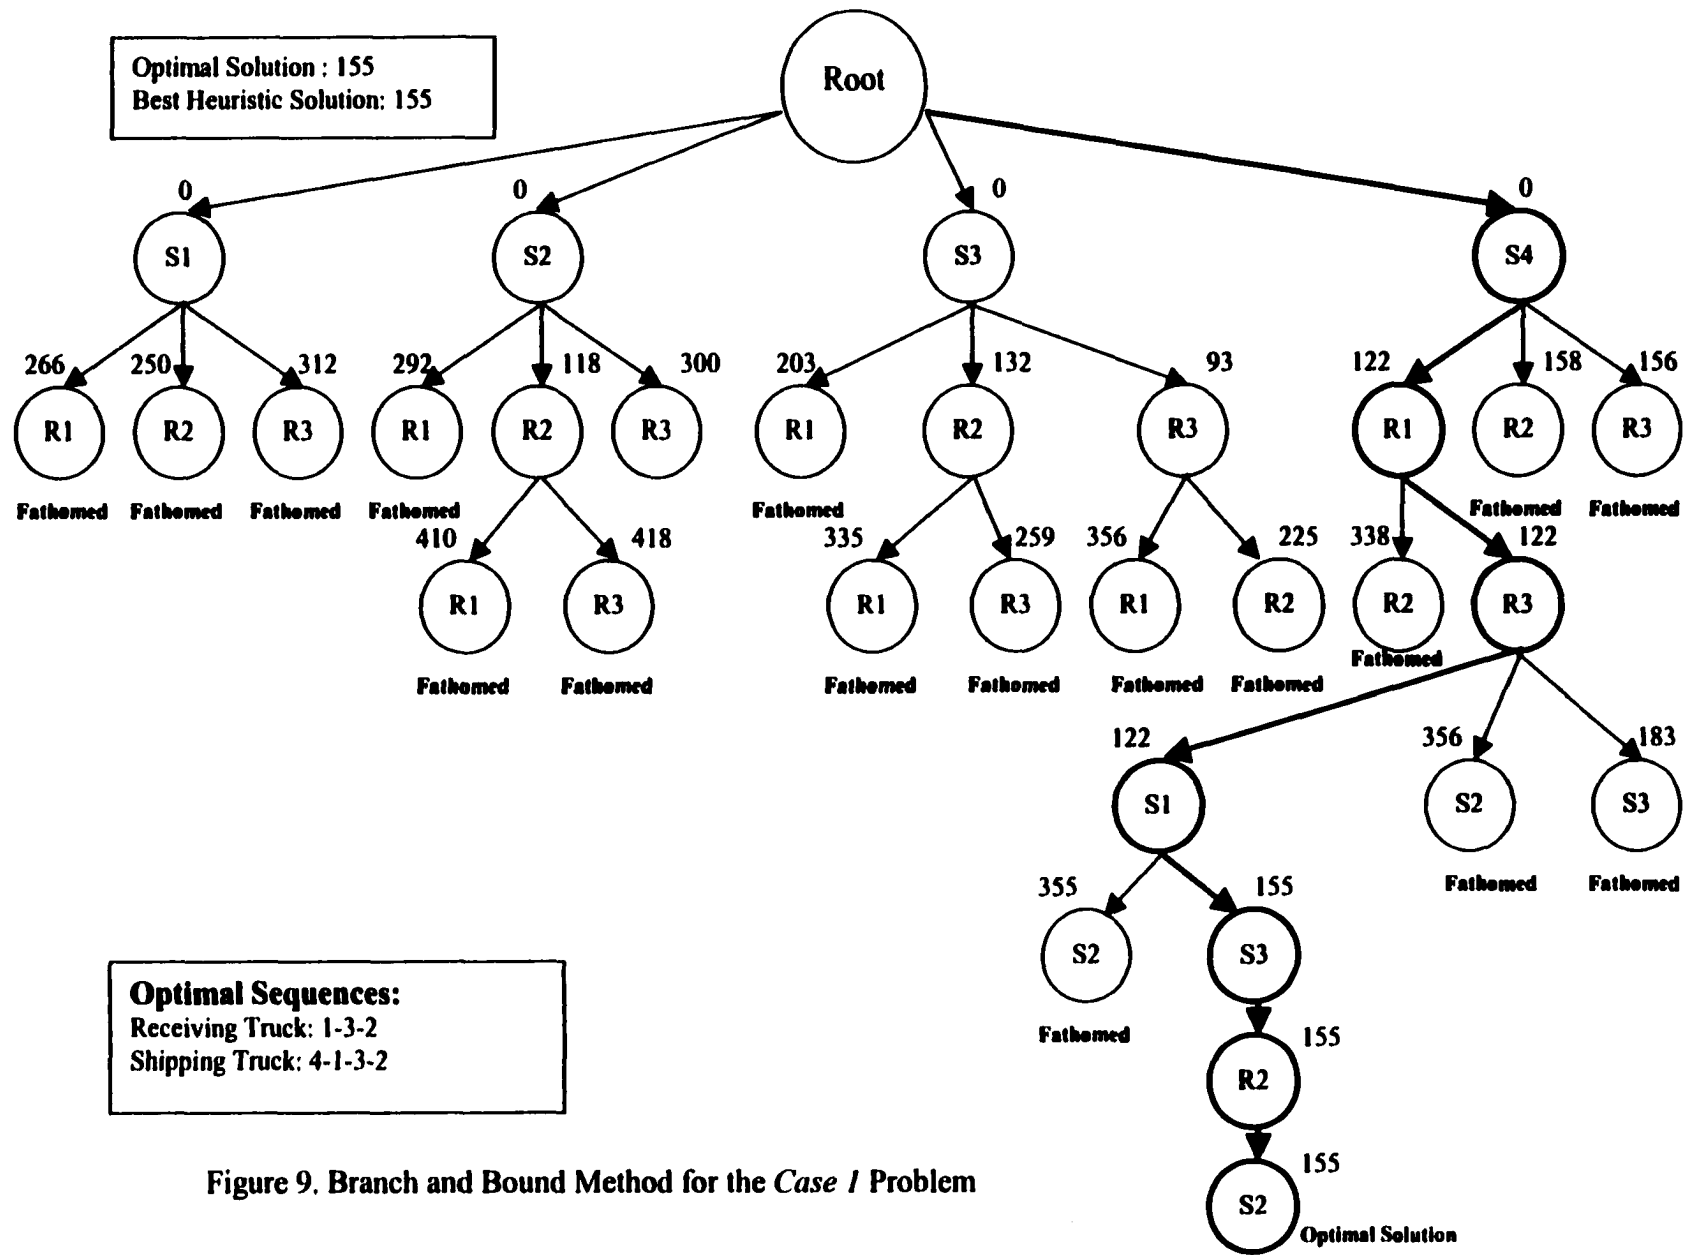 Root
Optimal Solution : 155
Best Heuristic Solution: 155
0 0 0 0
S1 S2 S3 S4
266 250 312 292 118 300 203 132 93 122 158 156
R1 R2 R3 R1 R2 R3 R1 R2 R3 R1 R2 R3
Fathomed Fathomed Fathomed Fathomed Fathomed Fathomed Fathomed
410 418 335 259 356 225 338 122
R1 R3 R1 R3 R1 R2 R2 R3
Fathomed Fathomed Fathomed Fathomed Fathomed Fathomed Fathomed
122 356 183
S1 S2 S3
Fathomed Fathomed
355 155
S2 S3
Fathomed
155
R2
155
S2
Optimal Solution
Optimal Sequences:
Receiving Truck: 1-3-2
Shipping Truck: 4-1-3-2
Figure 9. Branch and Bound Method for the Case 1 Problem